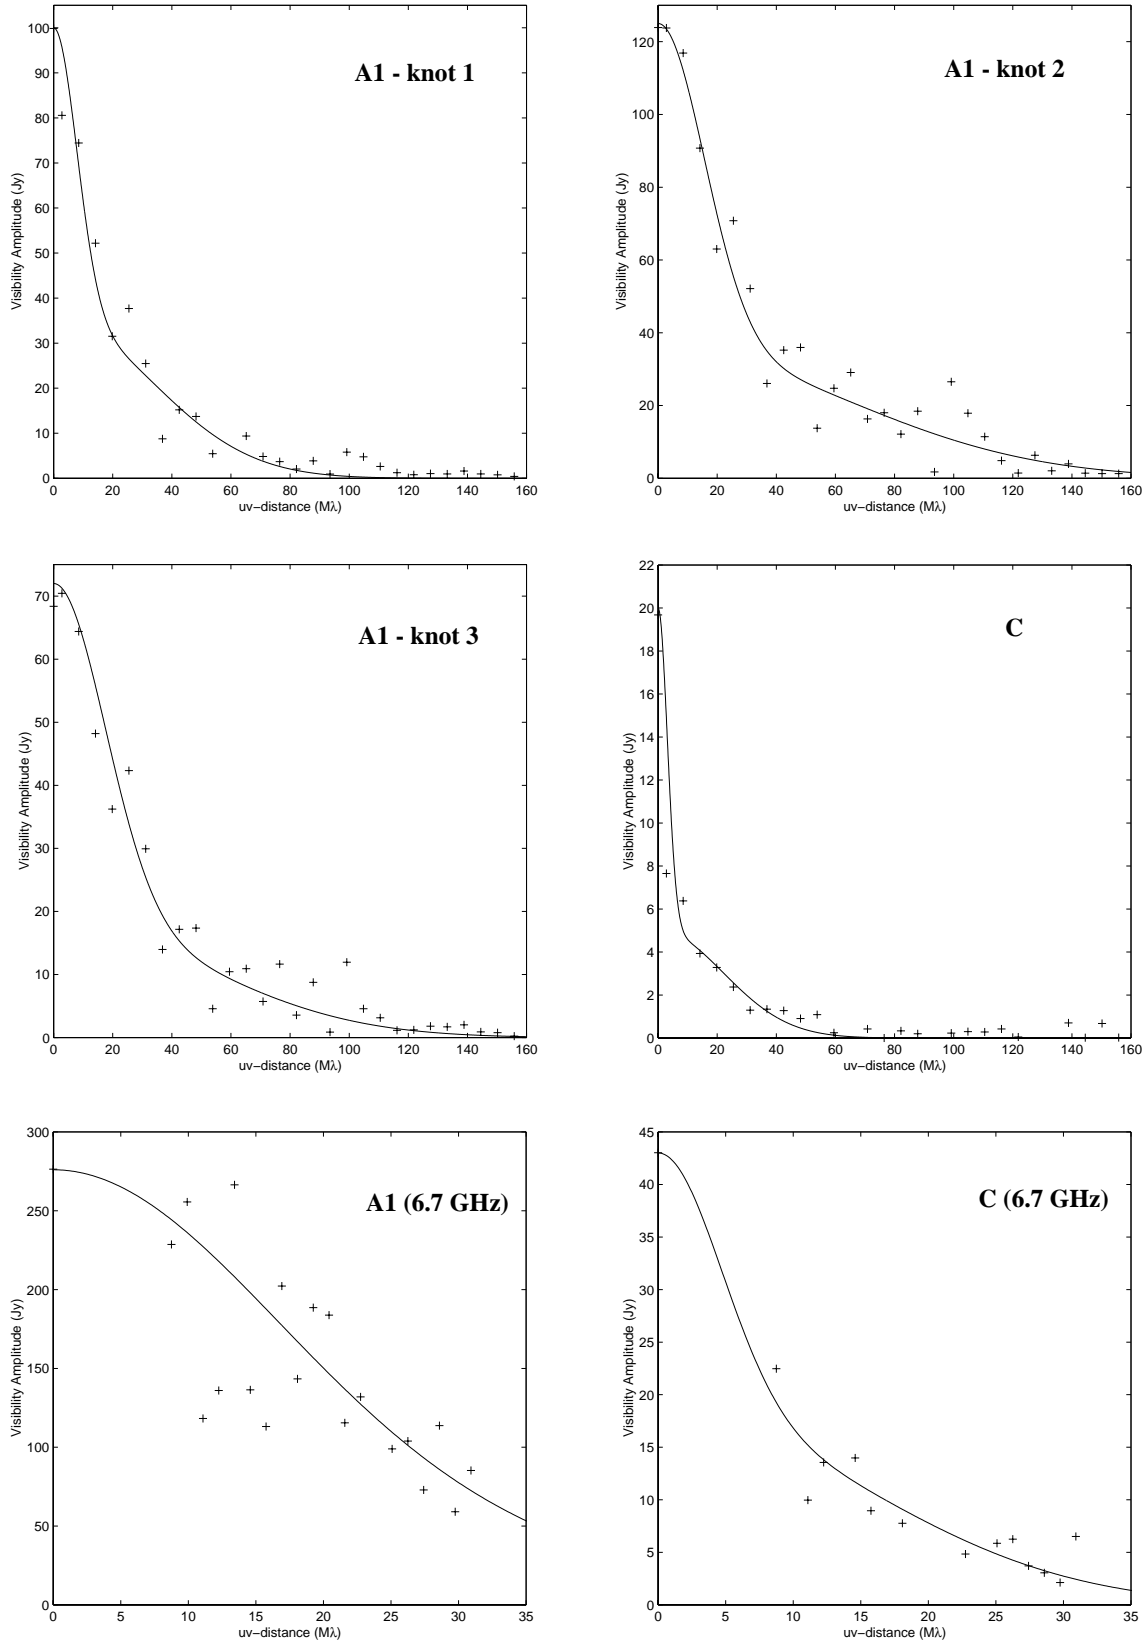 A1 - knot 1
Visibility Amplitude (Jy)
100
90
80
70
60
50
40
30
20
10
0
0 20 40 60 80 100 120 140 160
uv−distance (Mλ)
A1 - knot 2
Visibility Amplitude (Jy)
120
100
80
60
40
20
0
0 20 40 60 80 100 120 140 160
uv−distance (Mλ)
A1 - knot 3
Visibility Amplitude (Jy)
70
60
50
40
30
20
10
0
0 20 40 60 80 100 120 140 160
uv−distance (Mλ)
C
Visibility Amplitude (Jy)
22
20
18
16
14
12
10
8
6
4
2
0
0 20 40 60 80 100 120 140 160
uv−distance (Mλ)
A1 (6.7 GHz)
Visibility Amplitude (Jy)
300
250
200
150
100
50
0
0 5 10 15 20 25 30 35
uv−distance (Mλ)
C (6.7 GHz)
Visibility Amplitude (Jy)
45
40
35
30
25
20
15
10
5
0
0 5 10 15 20 25 30 35
uv−distance (Mλ)